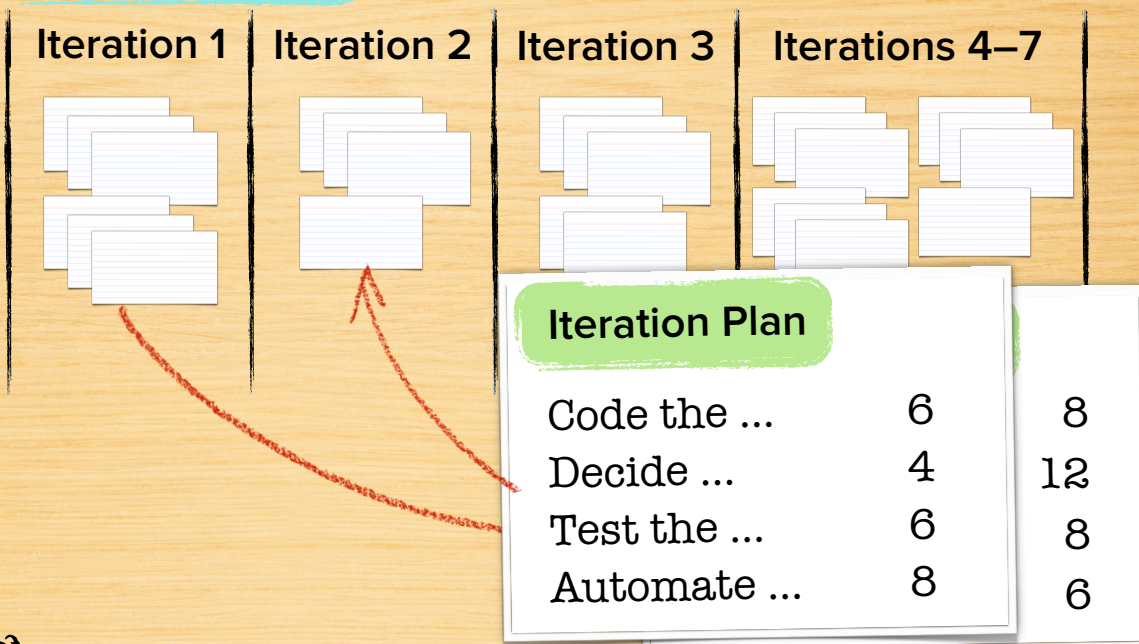 Iteration 1
Iteration 2
Iteration 3
Iterations 4–7
Iteration Plan
Code the ... 6 8
Decide ... 4 12
Test the ... 6 8
Automate ... 8 6